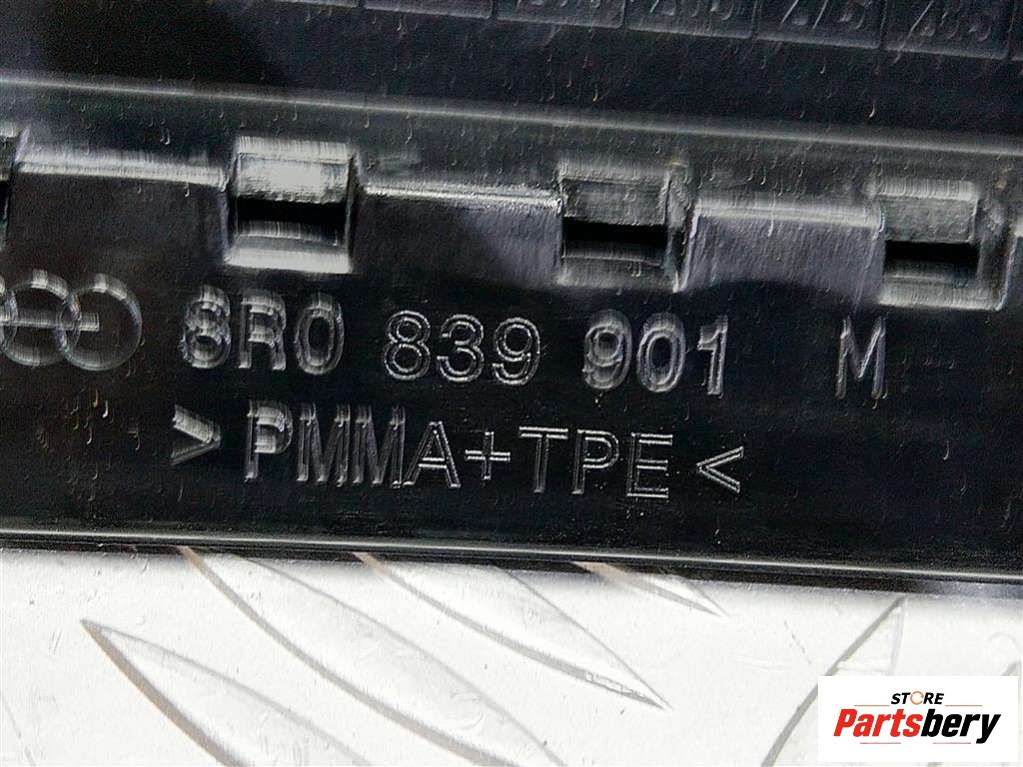 8R0 839 901 M
>PMMA+TPE<
STORE
Partsbery